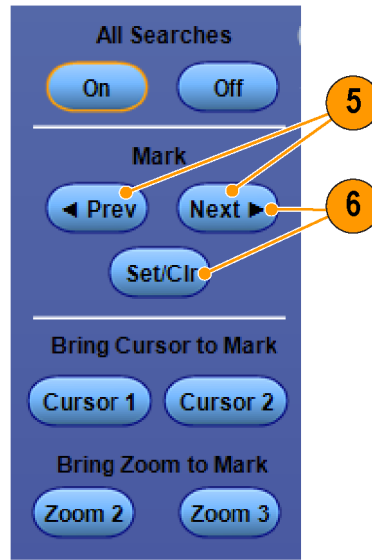 All Searches
On Off
5
Mark
◄ Prev Next ►
6
Set/Clr
Bring Cursor to Mark
Cursor 1 Cursor 2
Bring Zoom to Mark
Zoom 2 Zoom 3